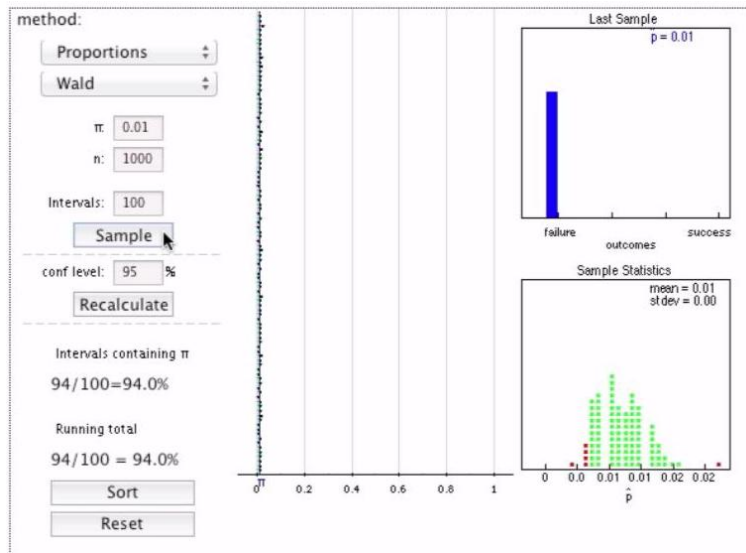 method:
Proportions
Wald
π: 0.01
n: 1000
Intervals: 100
Sample
conf level: 95 %
Recalculate
Intervals containing π
94/100=94.0%
Running total
94/100 = 94.0%
Sort
Reset
0 0.2 0.4 0.6 0.8 1
π
Last Sample
p̂ = 0.01
failure success
outcomes
Sample Statistics
mean = 0.01
stdev = 0.00
0 0.0 0.01 0.01 0.02 0.02
p̂